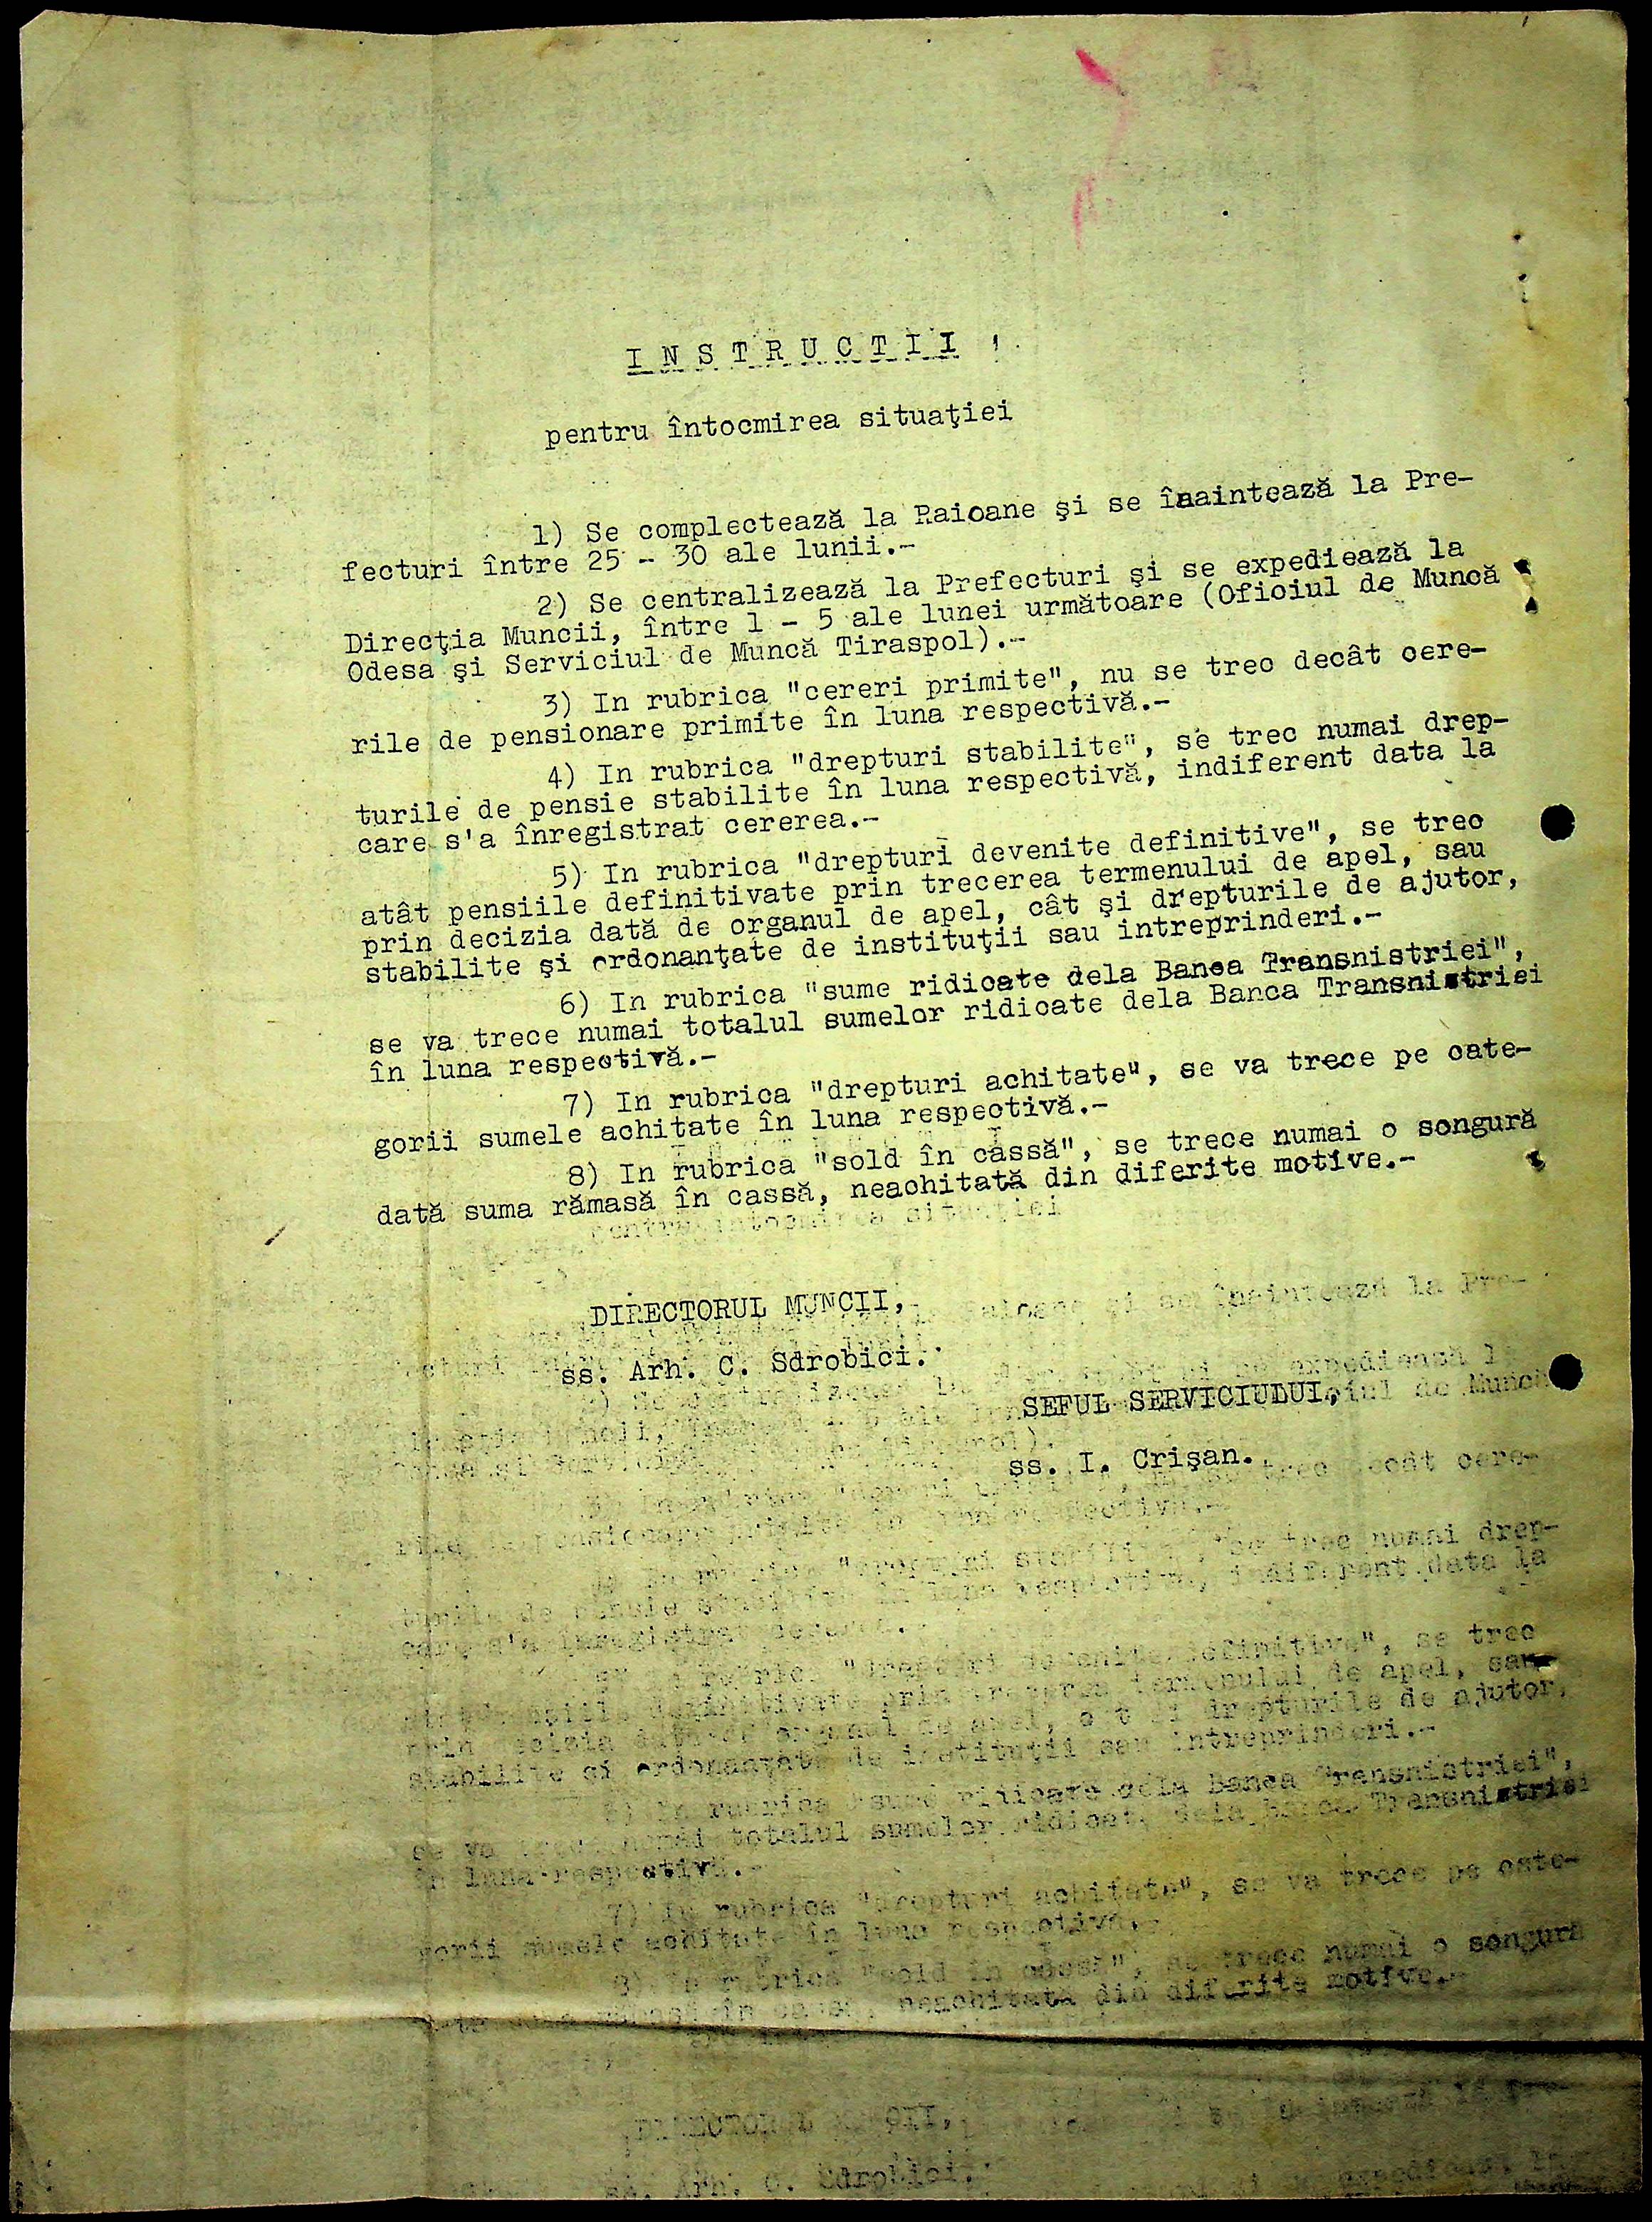 INSTRUCTII
pentru întocmirea situaţiei
1) Se complectează la Raioane şi se înaintează la Pre-
fecturi între 25 - 30 ale lunii.-
2) Se centralizează la Prefecturi şi se expediează la
Direcţia Muncii, între 1 - 5 ale lunei următoare (Oficiul de Muncă
Odesa şi Serviciul de Muncă Tiraspol).-
3) In rubrica "cereri primite", nu se trec decât cere-
rile de pensionare primite în luna respectivă.-
4) In rubrica "drepturi stabilite", se trec numai drep-
turile de pensie stabilite în luna respectivă, indiferent data la
care s'a înregistrat cererea.-
5) In rubrica "drepturi devenite definitive", se trec
atât pensiile definitivate prin trecerea termenului de apel, sau
prin decizia dată de organul de apel, cât şi drepturile de ajutor,
stabilite şi ordonanţate de instituţii sau intreprinderi.-
6) In rubrica "sume ridicate dela Banca Transnistriei",
se va trece numai totalul sumelor ridicate dela Banca Transnistriei
în luna respectivă.-
7) In rubrica "drepturi achitate", se va trece pe cate-
gorii sumele achitate în luna respectivă.-
8) In rubrica "sold în cassă", se trece numai o songură
dată suma rămasă în cassă, neachitată din diferite motive.-
DIRECTORUL MUNCII,
ss. Arh. C. Sdrobici.
SEFUL SERVICIULUI,
ss. I. Crişan.